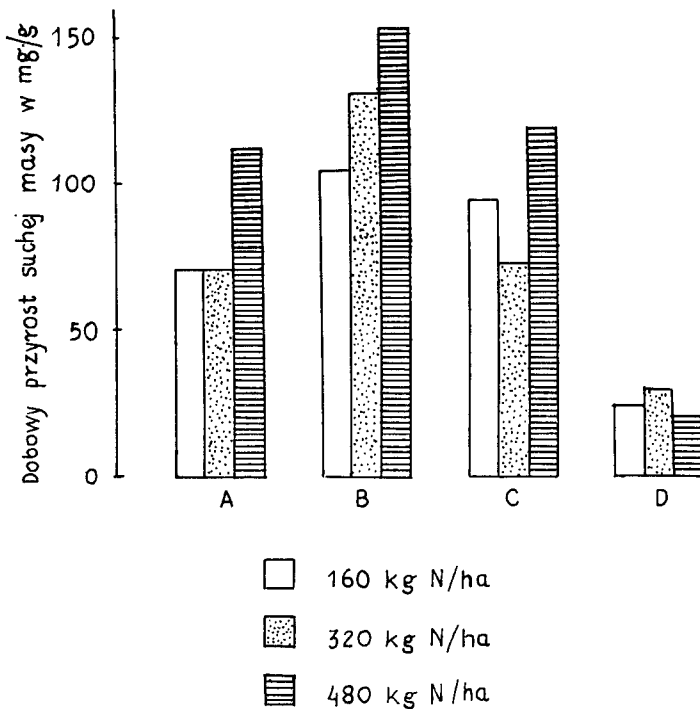 Dobowy przyrost suchej masy w mg/g
150
100
50
0
A B C D
160 kg N/ha
320 kg N/ha
480 kg N/ha